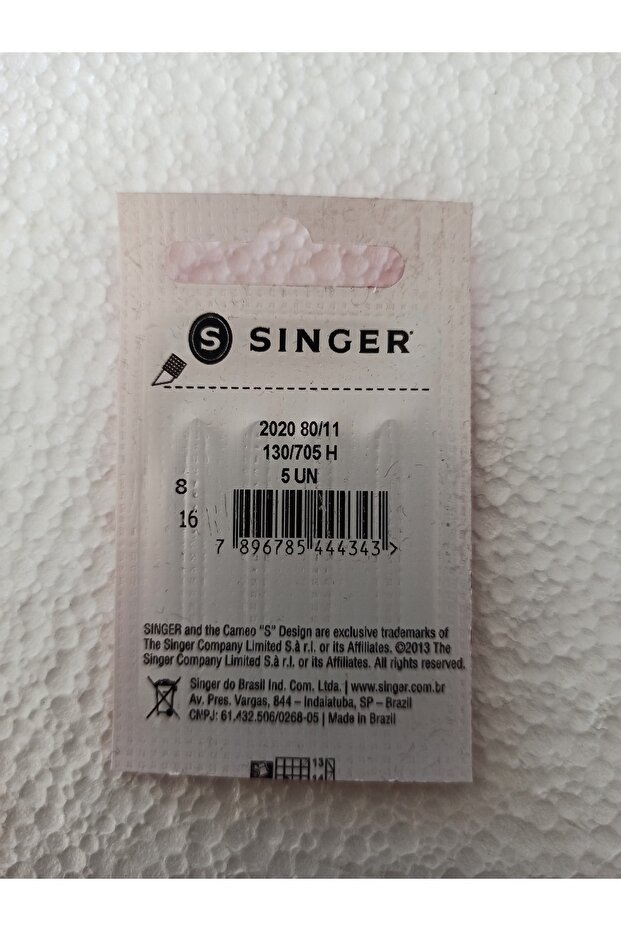 S SINGER
2020 80/11
130/705 H
5 UN
8
16
7 896785 444343 >
SINGER and the Cameo "S" Design are exclusive trademarks of
The Singer Company Limited S.à r.l. or its Affiliates. ©2013 The
Singer Company Limited S.à r.l. or its Affiliates. All rights reserved.
Singer do Brasil Ind. Com. Ltda. | www.singer.com.br
Av. Pres. Vargas, 844 – Indaiatuba, SP – Brazil
CNPJ: 61.432.506/0268-05 | Made in Brazil
13